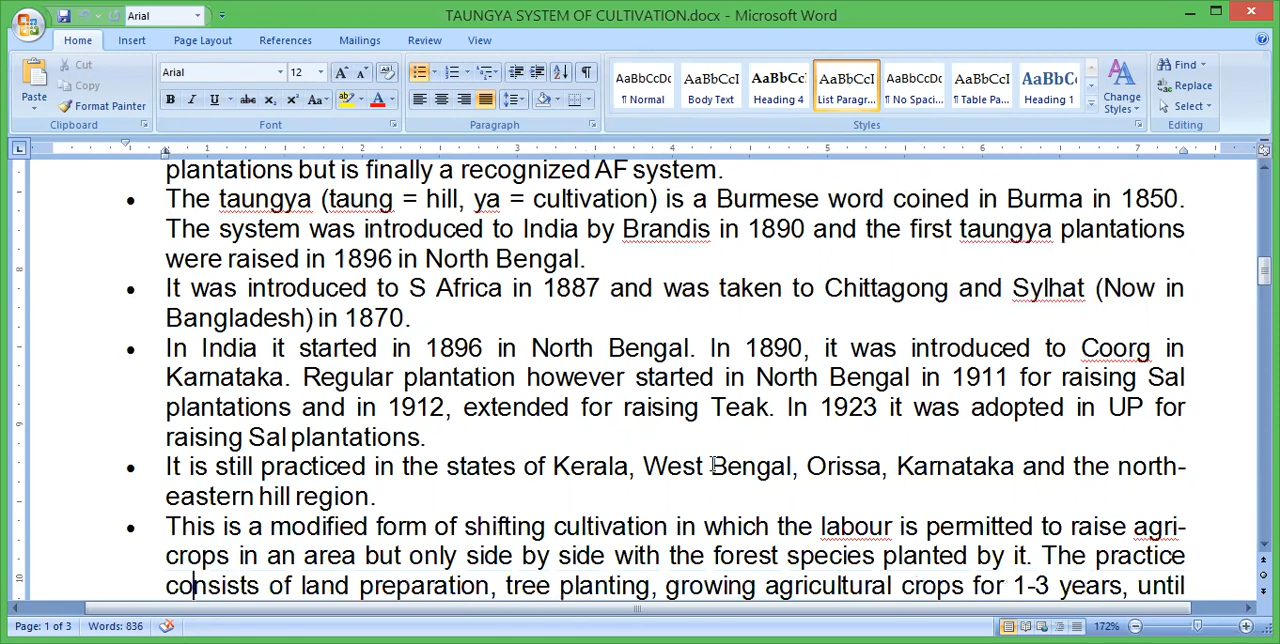 TAUNGYA SYSTEM OF CULTIVATION.docx - Microsoft Word
Arial
Home Insert Page Layout References Mailings Review View
Paste
Cut
Copy
Format Painter
Clipboard
Arial 12
Font
Paragraph
AaBbCcDc AaBbCcI AaBbCc AaBbCcI AaBbCcDc AaBbCcI AaBbC
¶ Normal Body Text Heading 4 ¶ List Paragr... ¶ No Spaci... ¶ Table Pa... Heading 1
Change Styles
Styles
Find
Replace
Select
Editing
1 2 3 4 5 6 7
plantations but is finally a recognized AF system.
• The taungya (taung = hill, ya = cultivation) is a Burmese word coined in Burma in 1850.
The system was introduced to India by Brandis in 1890 and the first taungya plantations
were raised in 1896 in North Bengal.
• It was introduced to S Africa in 1887 and was taken to Chittagong and Sylhat (Now in
Bangladesh) in 1870.
• In India it started in 1896 in North Bengal. In 1890, it was introduced to Coorg in
Karnataka. Regular plantation however started in North Bengal in 1911 for raising Sal
plantations and in 1912, extended for raising Teak. In 1923 it was adopted in UP for
raising Sal plantations.
• It is still practiced in the states of Kerala, West Bengal, Orissa, Karnataka and the north-
eastern hill region.
• This is a modified form of shifting cultivation in which the labour is permitted to raise agri-
crops in an area but only side by side with the forest species planted by it. The practice
consists of land preparation, tree planting, growing agricultural crops for 1-3 years, until
Page: 1 of 3 Words: 836 172%